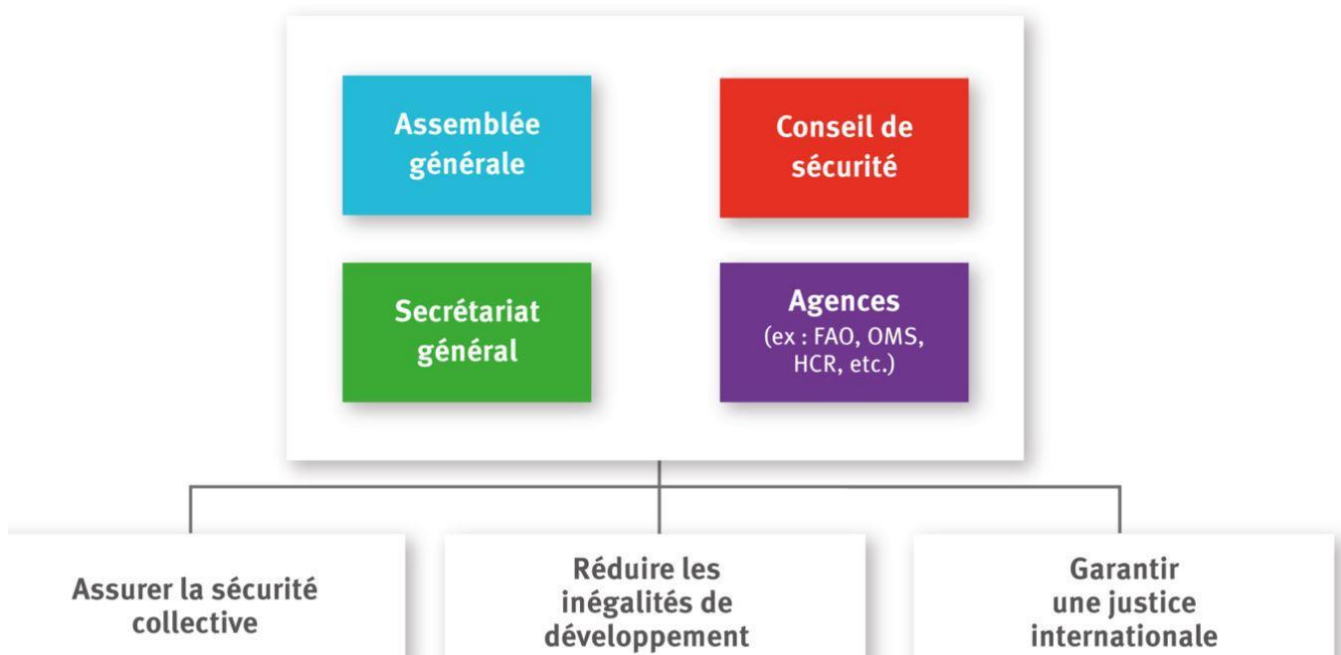 Assemblée
générale
Conseil de
sécurité
Secrétariat
général
Agences
(ex : FAO, OMS,
HCR, etc.)
Assurer la sécurité
collective
Réduire les
inégalités de
développement
Garantir
une justice
internationale